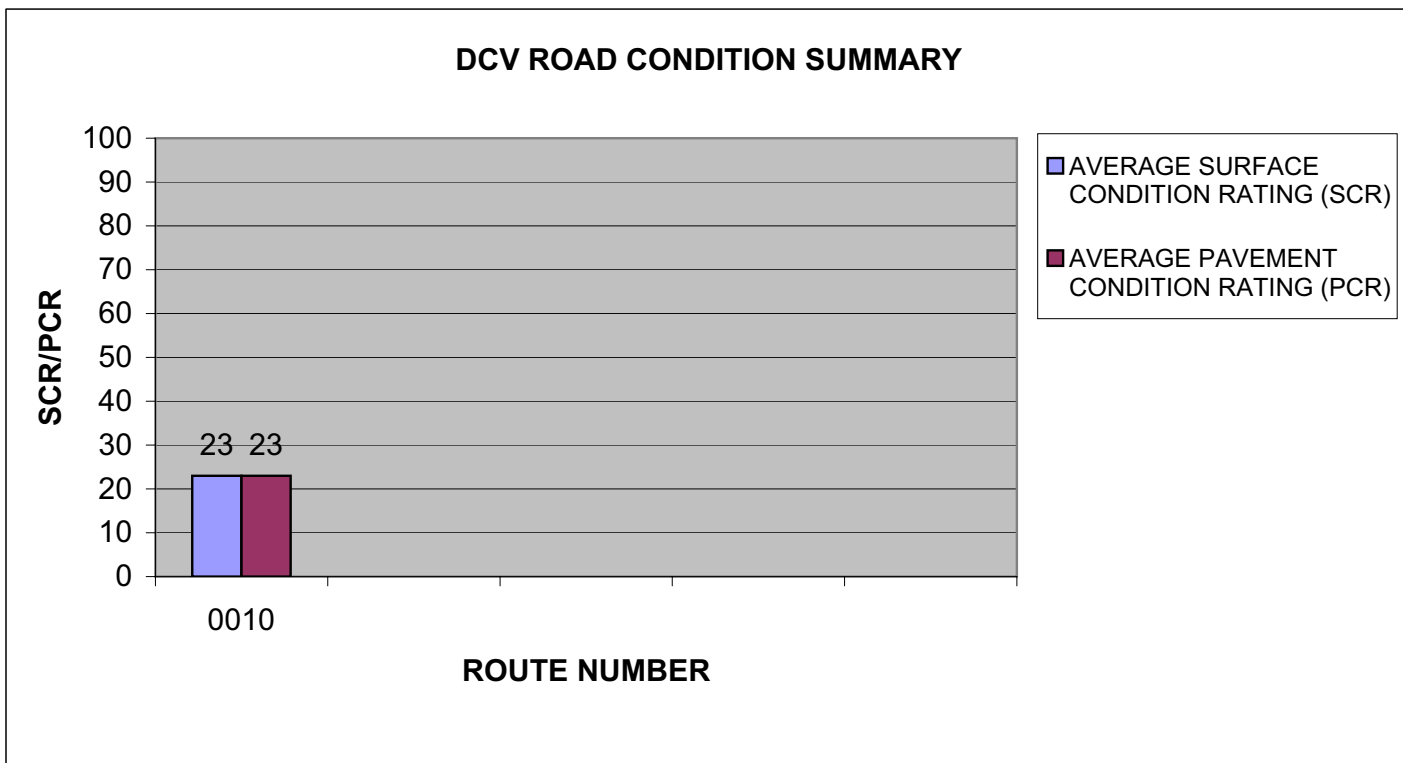 DCV ROAD CONDITION SUMMARY
100
90
80
70
60
50
40
30
20
10
0
SCR/PCR
23 23
0010
ROUTE NUMBER
AVERAGE SURFACE
CONDITION RATING (SCR)
AVERAGE PAVEMENT
CONDITION RATING (PCR)